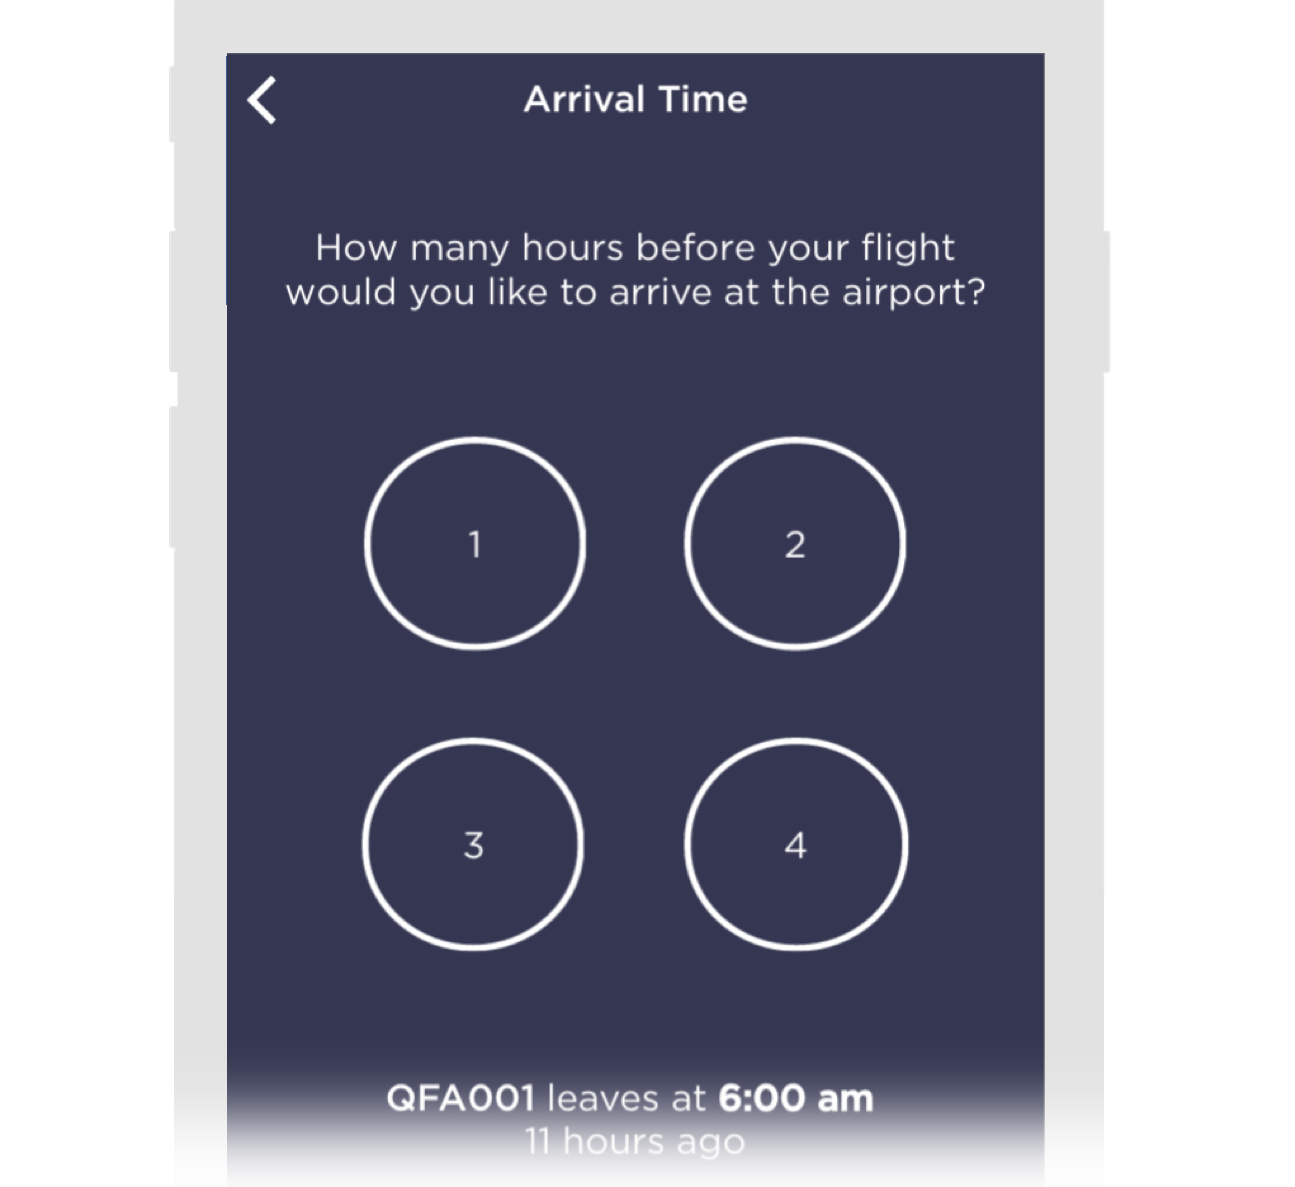 Arrival Time
How many hours before your flight
would you like to arrive at the airport?
1
2
3
4
QFA001 leaves at 6:00 am
11 hours ago